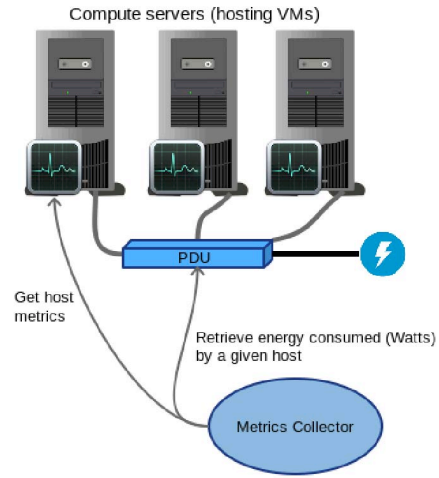 Compute servers (hosting VMs)
PDU
Get host
metrics
Retrieve energy consumed (Watts)
by a given host
Metrics Collector